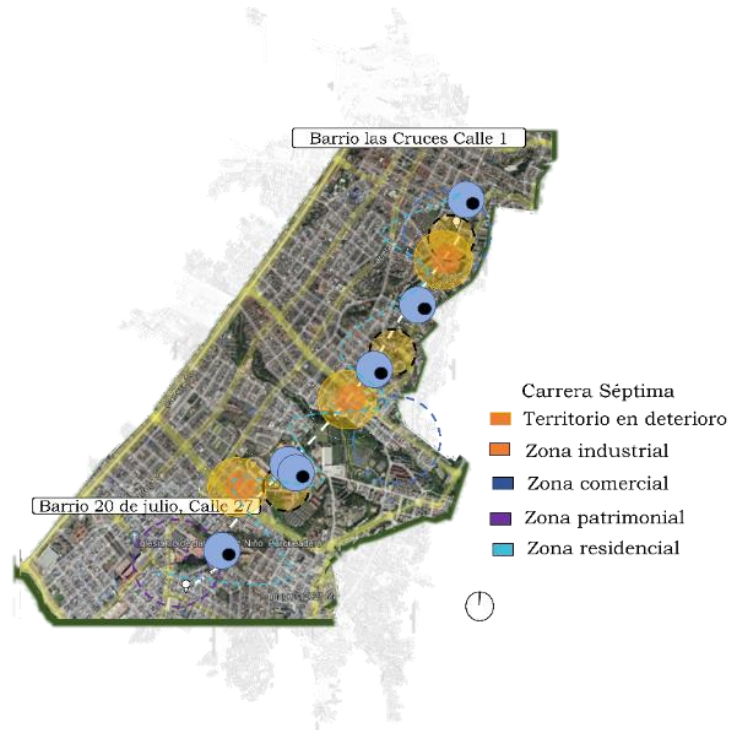 Barrio las Cruces Calle 1
Carrera Séptima
Territorio en deterioro
Zona industrial
Zona comercial
Zona patrimonial
Zona residencial
Barrio 20 de julio, Calle 27